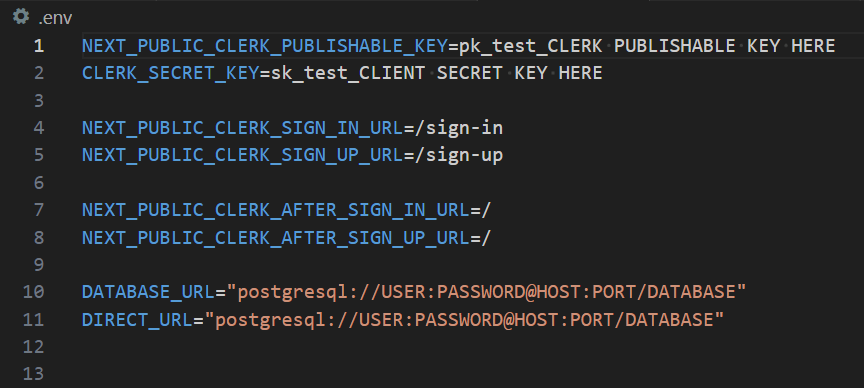 .env
1 NEXT_PUBLIC_CLERK_PUBLISHABLE_KEY=pk_test_CLERK PUBLISHABLE KEY HERE
2 CLERK_SECRET_KEY=sk_test_CLIENT SECRET KEY HERE
3
4 NEXT_PUBLIC_CLERK_SIGN_IN_URL=/sign-in
5 NEXT_PUBLIC_CLERK_SIGN_UP_URL=/sign-up
6
7 NEXT_PUBLIC_CLERK_AFTER_SIGN_IN_URL=/
8 NEXT_PUBLIC_CLERK_AFTER_SIGN_UP_URL=/
9
10 DATABASE_URL="postgresql://USER:PASSWORD@HOST:PORT/DATABASE"
11 DIRECT_URL="postgresql://USER:PASSWORD@HOST:PORT/DATABASE"
12
13